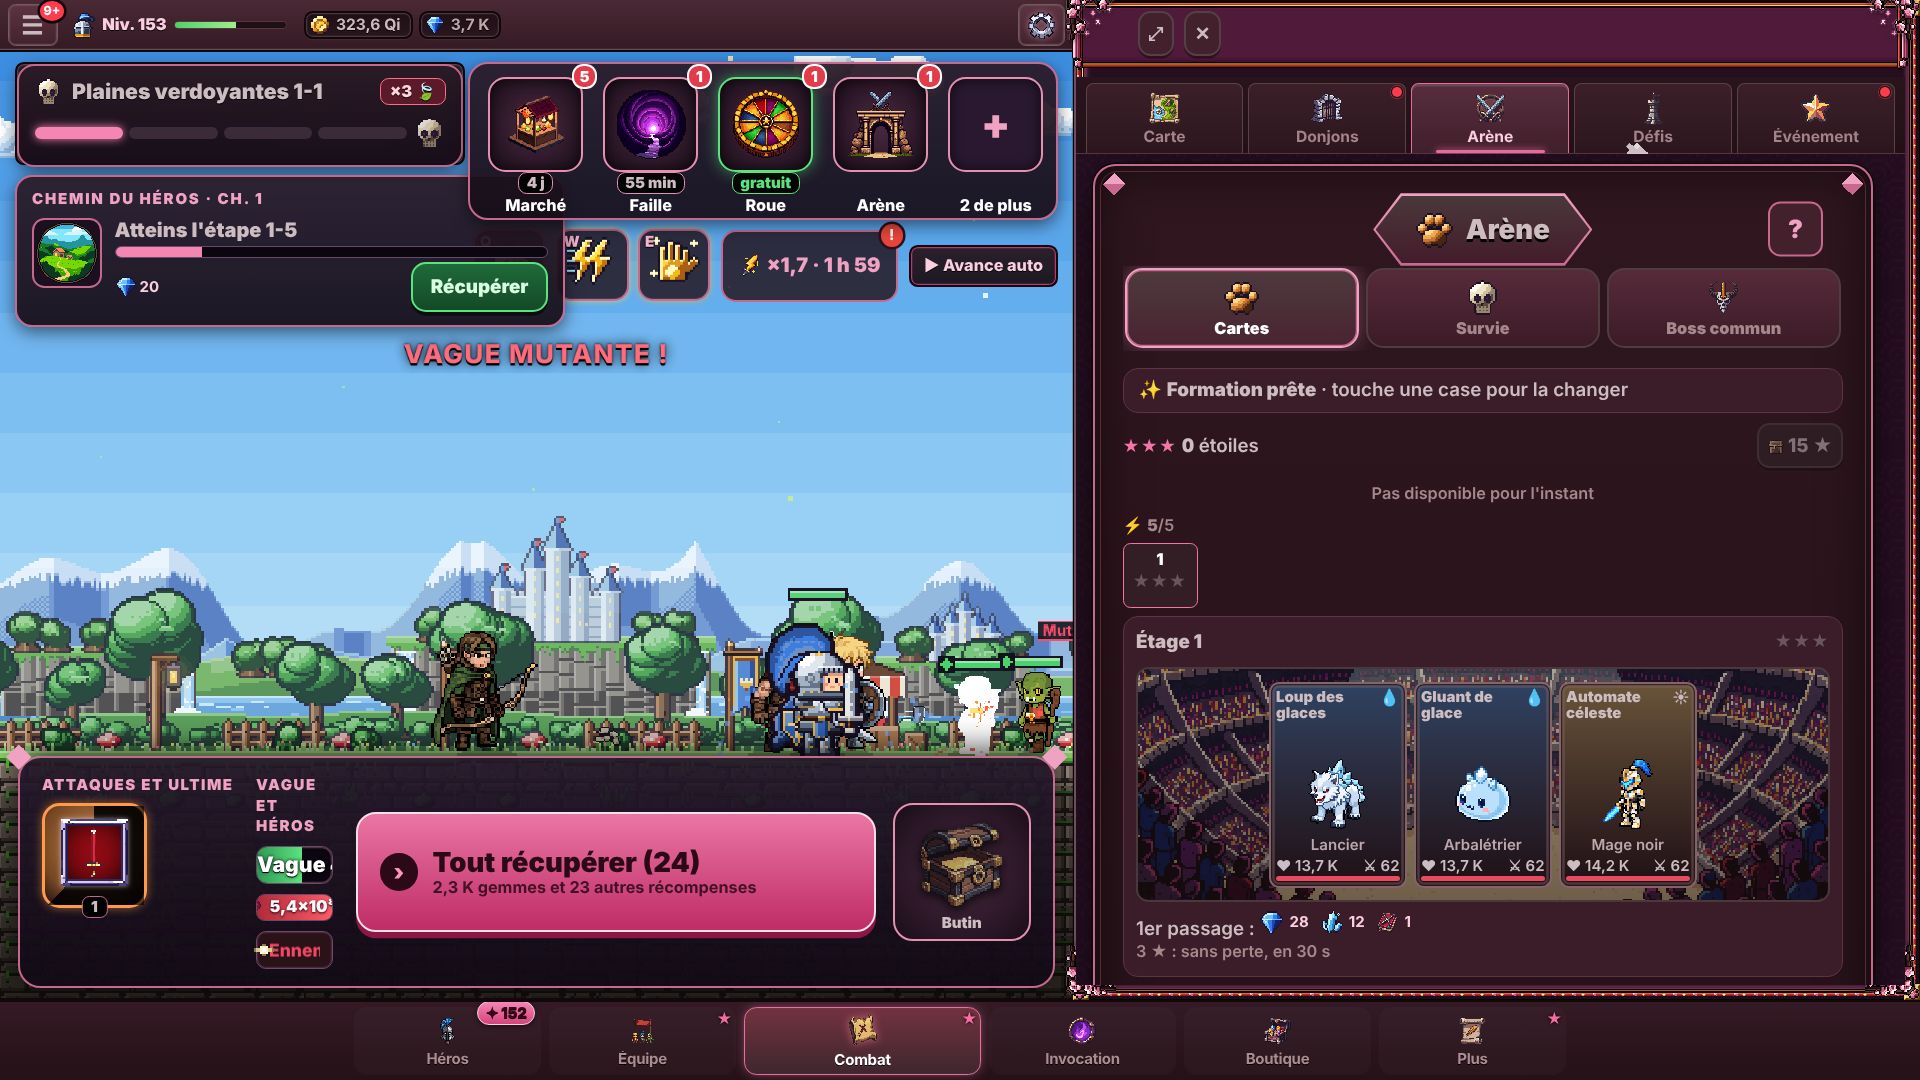 9+
Niv. 153
323,6 Qi
3,7 K
Plaines verdoyantes 1-1
×3
5
1
1
1
4 j
55 min
gratuit
Marché
Faille
Roue
Arène
2 de plus
CHEMIN DU HÉROS · CH. 1
Atteins l'étape 1-5
20
Récupérer
W
E
×1,7 · 1 h 59
!
Avance auto
VAGUE MUTANTE !
Mut
ATTAQUES ET ULTIME
1
VAGUE
ET
HÉROS
Vague
5,4×10
Enner
Tout récupérer (24)
2,3 K gemmes et 23 autres récompenses
Butin
Carte
Donjons
Arène
Défis
Événement
Arène
?
Cartes
Survie
Boss commun
Formation prête · touche une case pour la changer
0 étoiles
15
Pas disponible pour l'instant
5/5
1
Étage 1
Loup des
glaces
Gluant de
glace
Automate
céleste
Lancier
Arbalétrier
Mage noir
13,7 K
62
13,7 K
62
14,2 K
62
1er passage :
28
12
1
3 ★ : sans perte, en 30 s
152
Héros
Équipe
Combat
Invocation
Boutique
Plus